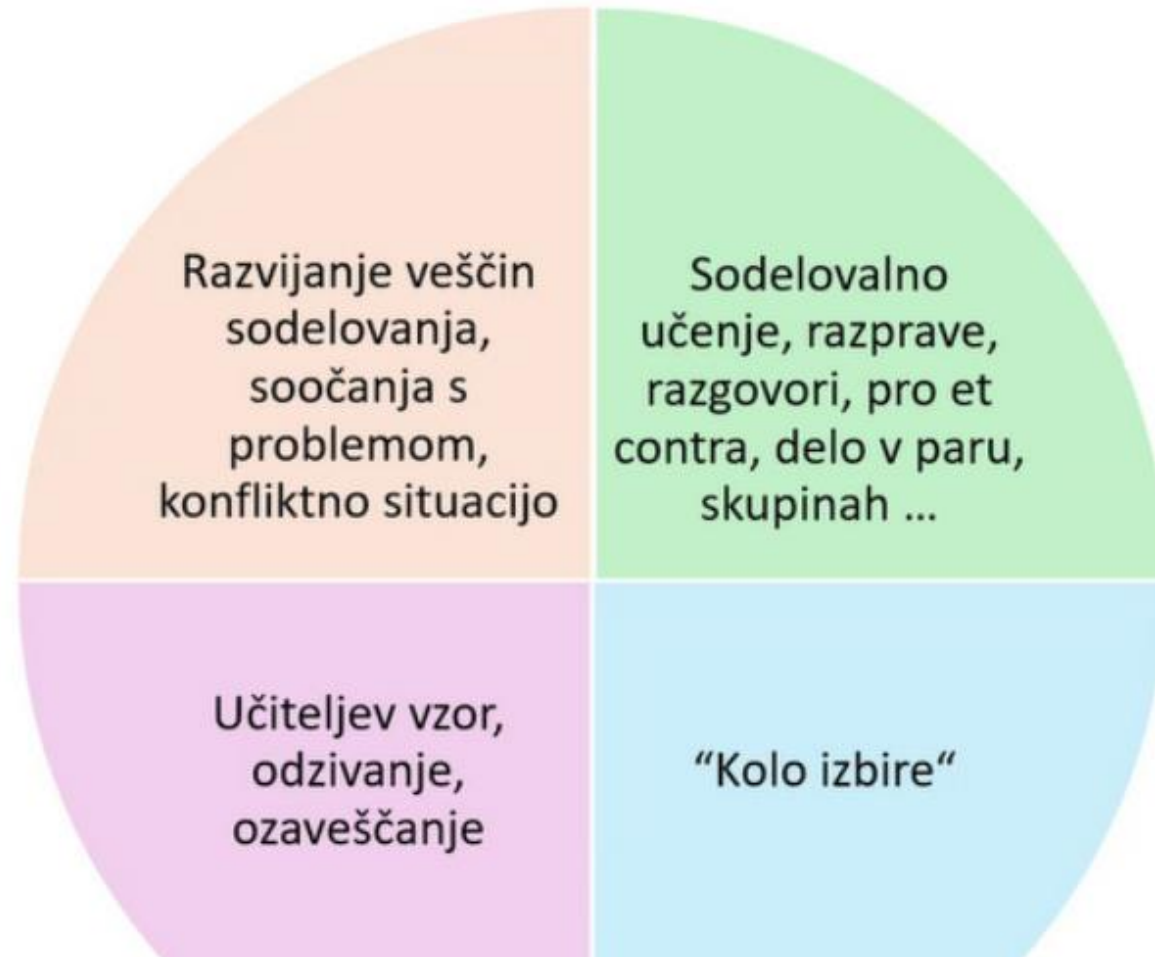 Razvijanje veščin
sodelovanja,
soočanja s
problemom,
konfliktno situacijo
Sodelovalno
učenje, razprave,
razgovori, pro et
contra, delo v paru,
skupinah ...
Učiteljev vzor,
odzivanje,
ozaveščanje
“Kolo izbire“